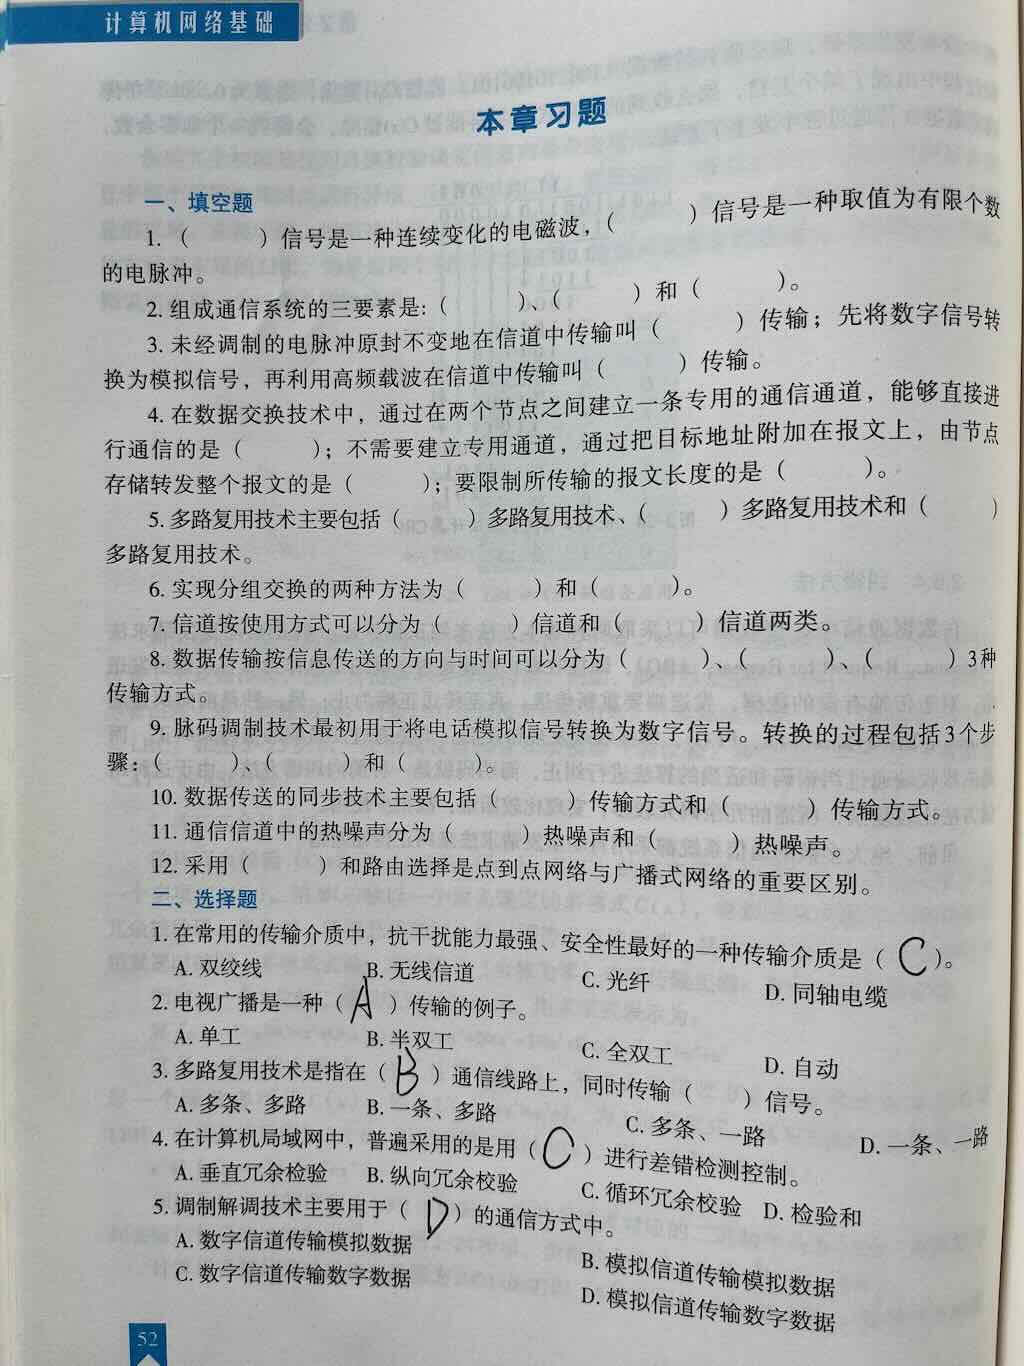 计算机网络基础
本章习题
一、填空题
1.（　　）信号是一种连续变化的电磁波，（　　）信号是一种取值为有限个数
的电脉冲。
2. 组成通信系统的三要素是：（　　）、（　　）和（　　）。
3. 未经调制的电脉冲原封不变地在信道中传输叫（　　）传输；先将数字信号转
换为模拟信号，再利用高频载波在信道中传输叫（　　）传输。
4. 在数据交换技术中，通过在两个节点之间建立一条专用的通信通道，能够直接进
行通信的是（　　）；不需要建立专用通道，通过把目标地址附加在报文上，由节点
存储转发整个报文的是（　　）；要限制所传输的报文长度的是（　　）。
5. 多路复用技术主要包括（　　）多路复用技术、（　　）多路复用技术和（　　）
多路复用技术。
6. 实现分组交换的两种方法为（　　）和（　　）。
7. 信道按使用方式可以分为（　　）信道和（　　）信道两类。
8. 数据传输按信息传送的方向与时间可以分为（　　）、（　　）、（　　）3种
传输方式。
9. 脉码调制技术最初用于将电话模拟信号转换为数字信号。转换的过程包括3个步
骤：（　　）、（　　）和（　　）。
10. 数据传送的同步技术主要包括（　　）传输方式和（　　）传输方式。
11. 通信信道中的热噪声分为（　　）热噪声和（　　）热噪声。
12. 采用（　　）和路由选择是点到点网络与广播式网络的重要区别。
二、选择题
1. 在常用的传输介质中，抗干扰能力最强、安全性最好的一种传输介质是（ C ）。
A. 双绞线 B. 无线信道 C. 光纤 D. 同轴电缆
2. 电视广播是一种（ A ）传输的例子。
A. 单工 B. 半双工 C. 全双工 D. 自动
3. 多路复用技术是指在（ B ）通信线路上，同时传输（　　）信号。
A. 多条、多路 B. 一条、多路 C. 多条、一路 D. 一条、一路
4. 在计算机局域网中，普遍采用的是用（ C ）进行差错检测控制。
A. 垂直冗余检验 B. 纵向冗余校验 C. 循环冗余校验 D. 检验和
5. 调制解调技术主要用于（ D ）的通信方式中。
A. 数字信道传输模拟数据 B. 模拟信道传输模拟数据
C. 数字信道传输数字数据 D. 模拟信道传输数字数据
52